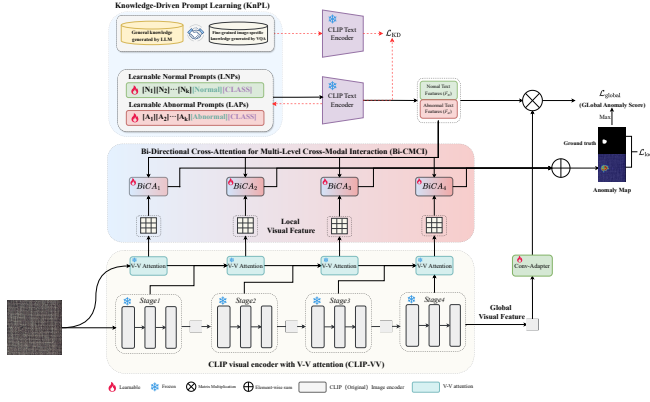 Knowledge-Driven Prompt Learning (KnPL)
General knowledge
generated by LLM
Fine-grained image-specific
knowledge generated by VQA
CLIP Text
Encoder
L_KD
Learnable Normal Prompts (LNPs)
[N₁][N₂]⋯[Nₖ][Normal][CLASS]
Learnable Abnormal Prompts (LAPs)
[A₁][A₂]⋯[Aₖ][Abnormal][CLASS]
CLIP Text
Encoder
Normal Text
Features (Fₙ)
Abnormal Text
Features (Fₐ)
L_global
(GLobal Anomaly Score)
Max
Ground truth
Anomaly Map
Bi-Directional Cross-Attention for Multi-Level Cross-Modal Interaction (Bi-CMCI)
BiCA₁
BiCA₂
BiCA₃
BiCA₄
Local
Visual Feature
V-V Attention
V-V Attention
V-V Attention
V-V Attention
Conv-Adapter
Stage1
Stage2
Stage3
Stage4
Global
Visual Feature
CLIP visual encoder with V-V attention (CLIP-VV)
Learnable
Frozen
Matrix Multiplication
Element-wise sum
CLIP (Original) Image encoder
V-V attention